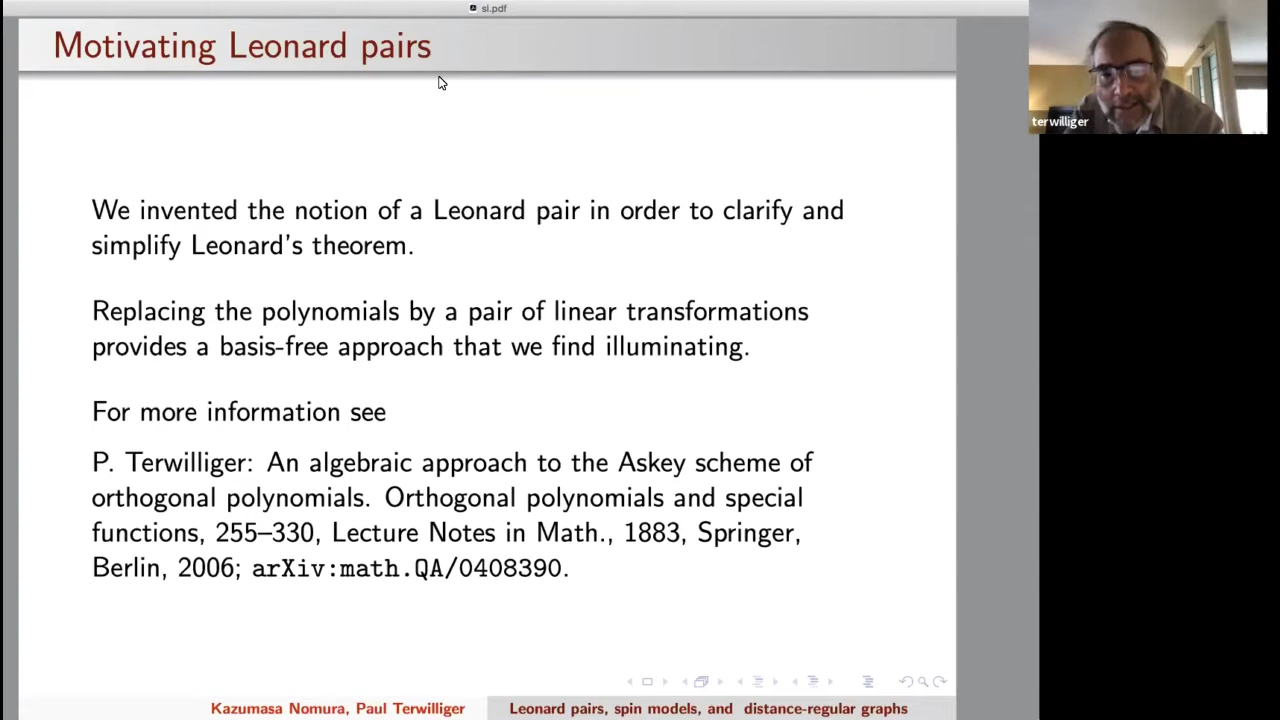 sl.pdf
Motivating Leonard pairs
terwilliger
We invented the notion of a Leonard pair in order to clarify and
simplify Leonard's theorem.
Replacing the polynomials by a pair of linear transformations
provides a basis-free approach that we find illuminating.
For more information see
P. Terwilliger: An algebraic approach to the Askey scheme of
orthogonal polynomials. Orthogonal polynomials and special
functions, 255–330, Lecture Notes in Math., 1883, Springer,
Berlin, 2006; arXiv:math.QA/0408390.
Kazumasa Nomura, Paul Terwilliger
Leonard pairs, spin models, and distance-regular graphs